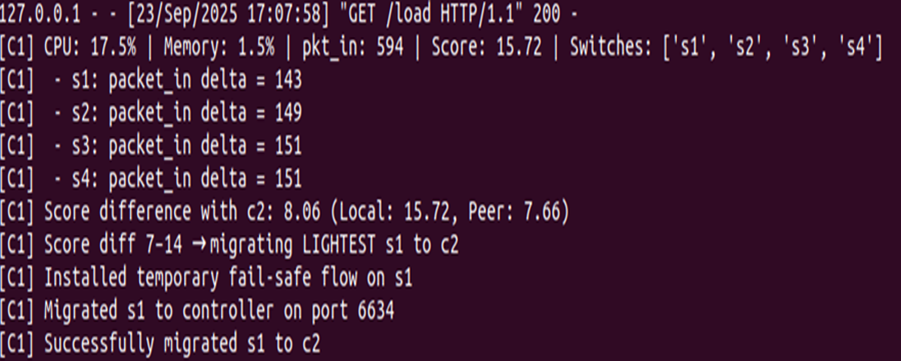 127.0.0.1 - - [23/Sep/2025 17:07:58] "GET /load HTTP/1.1" 200 -
[C1] CPU: 17.5% | Memory: 1.5% | pkt_in: 594 | Score: 15.72 | Switches: ['s1', 's2', 's3', 's4']
[C1]  - s1: packet_in delta = 143
[C1]  - s2: packet_in delta = 149
[C1]  - s3: packet_in delta = 151
[C1]  - s4: packet_in delta = 151
[C1] Score difference with c2: 8.06 (Local: 15.72, Peer: 7.66)
[C1] Score diff 7-14 →migrating LIGHTEST s1 to c2
[C1] Installed temporary fail-safe flow on s1
[C1] Migrated s1 to controller on port 6634
[C1] Successfully migrated s1 to c2